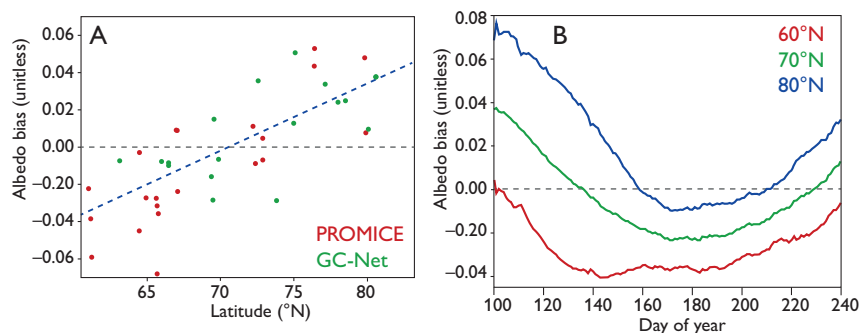 A
Albedo bias (unitless)
0.06
0.04
0.02
0.00
−0.02
−0.04
−0.06
PROMICE
GC-Net
65
70
75
80
Latitude (°N)
B
Albedo bias (unitless)
0.08
0.06
0.04
0.02
0.00
−0.02
−0.04
60°N
70°N
80°N
100 120 140 160 180 200 220 240
Day of year